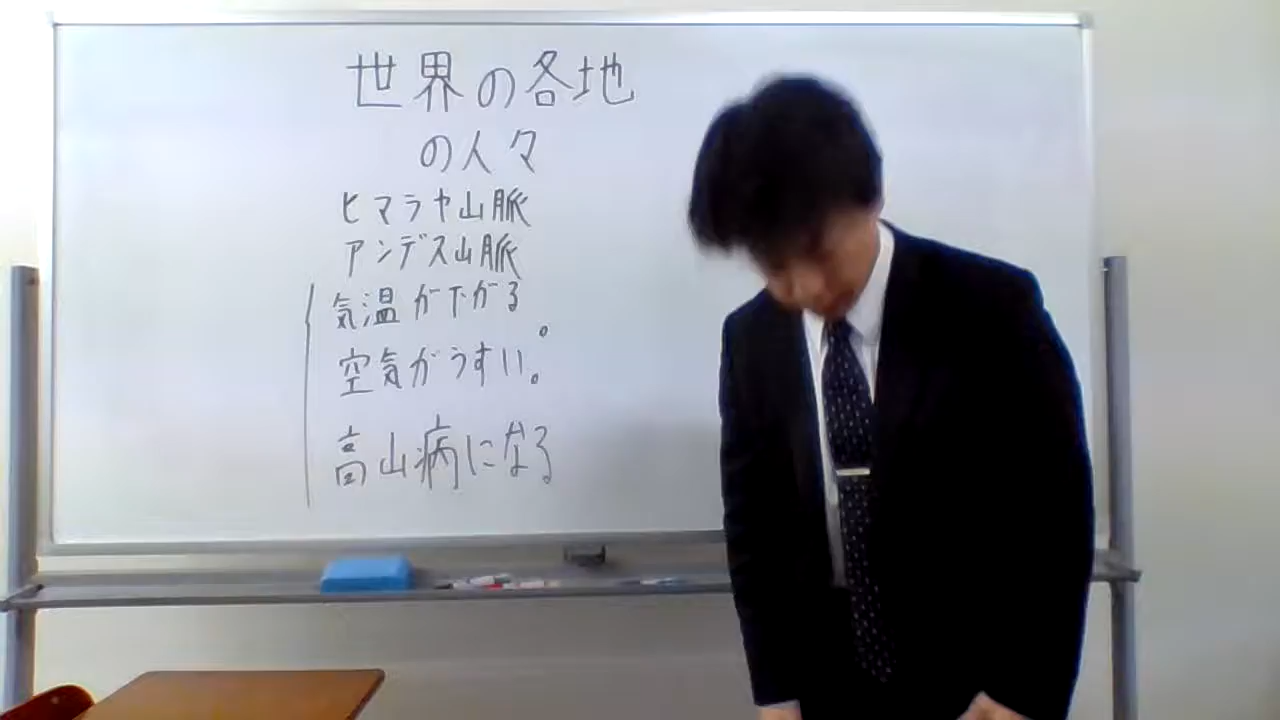 世界の各地
の人々
ヒマラヤ山脈
アンデス山脈
気温が下がる。
空気がうすい。
高山病になる